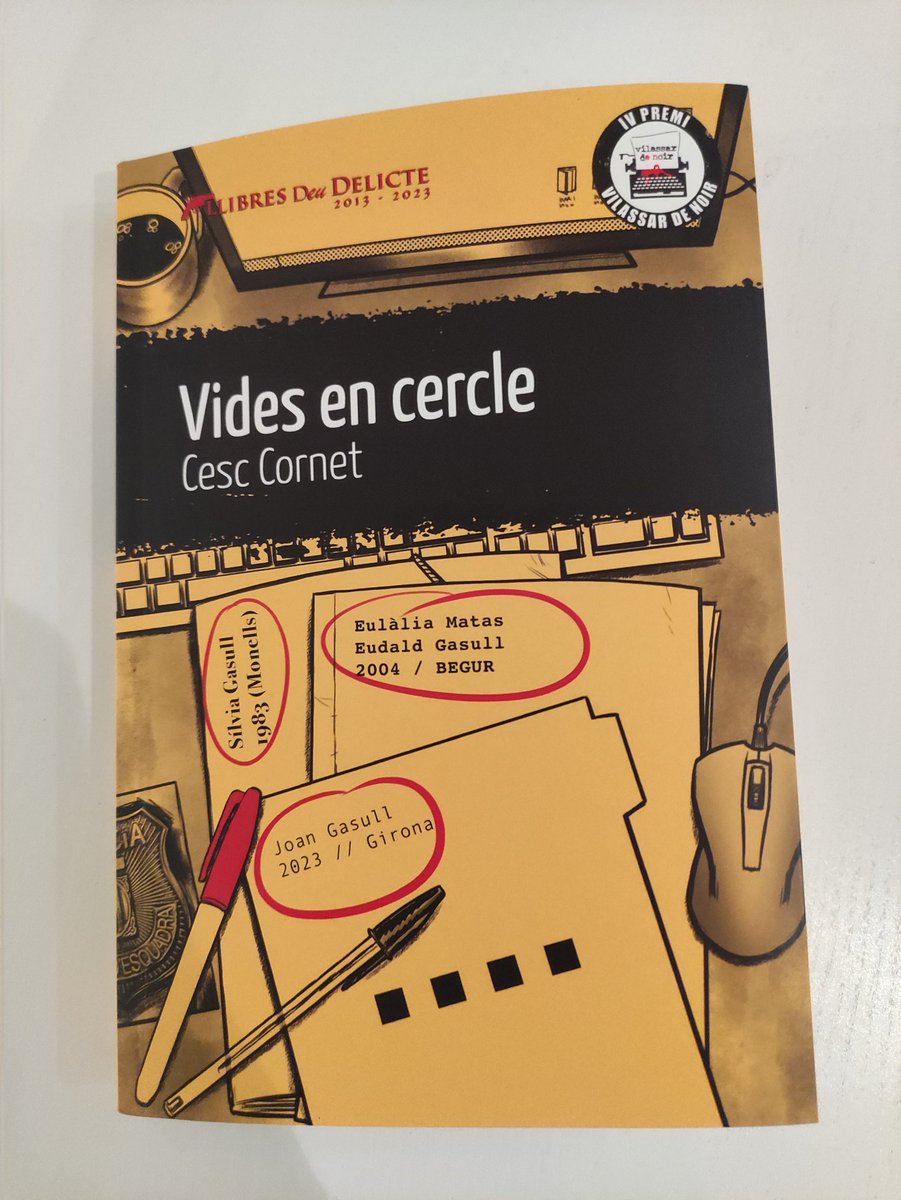 LLIBRES Deu DELICTE
2013 - 2023
IV PREMI
vilassar
de noir
VILASSAR DE NOIR
Vides en cercle
Cesc Cornet
Sílvia Gasull
1983 (Monells)
Eulàlia Matas
Eudald Gasull
2004 / BEGUR
Joan Gasull
2023 // Girona
ESQUADRA